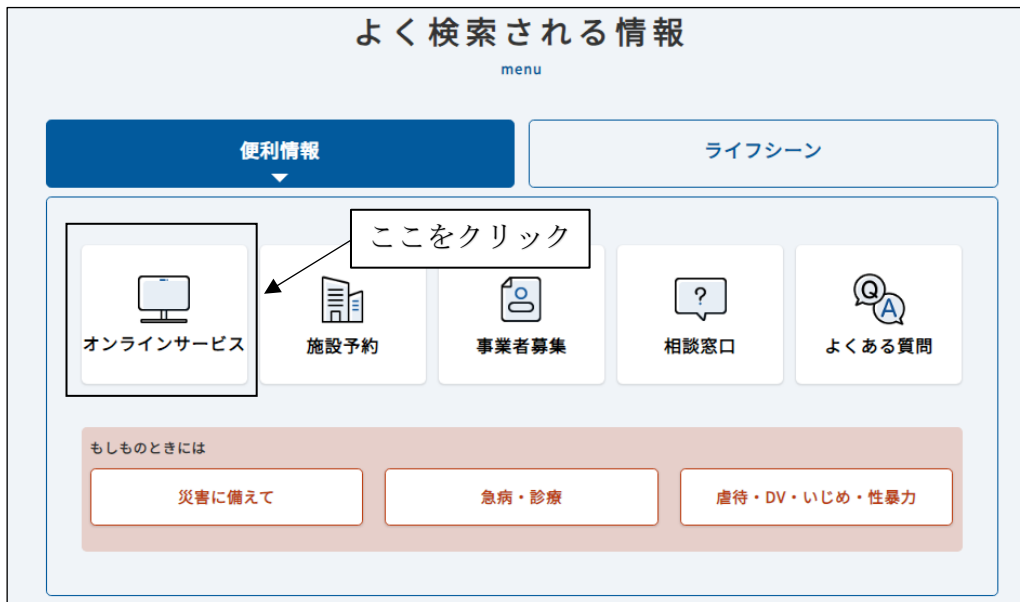 よく検索される情報
menu
便利情報
ライフシーン
ここをクリック
オンラインサービス
施設予約
事業者募集
?
相談窓口
Q
A
よくある質問
もしものときには
災害に備えて
急病・診療
虐待・DV・いじめ・性暴力